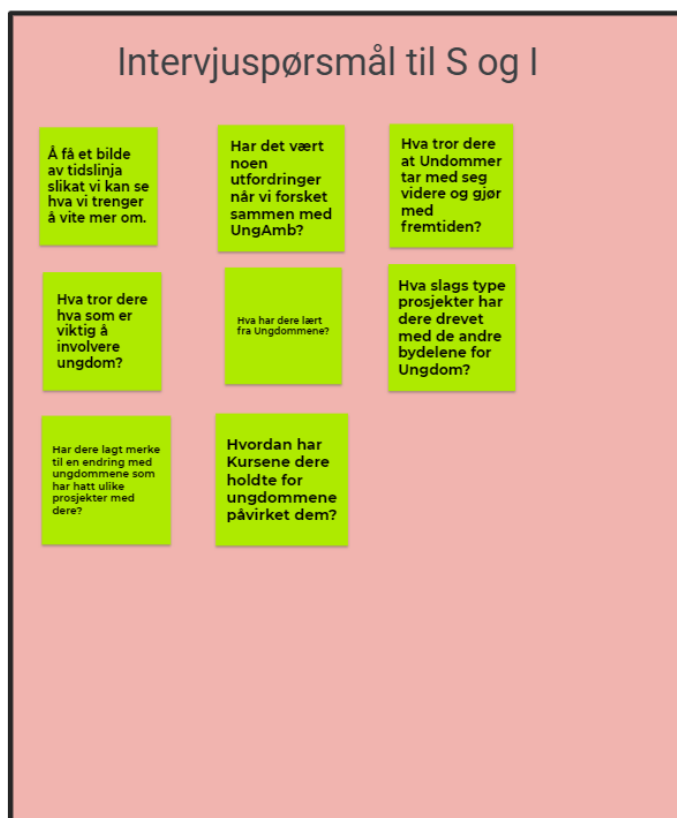 Intervjuspørsmål til S og I
Å få et bilde
av tidslinja
slikat vi kan se
hva vi trenger
å vite mer om.
Har det vært
noen
utfordringer
når vi forsket
sammen med
UngAmb?
Hva tror dere
at Undommer
tar med seg
videre og gjør
med
fremtiden?
Hva tror dere
hva som er
viktig å
involvere
ungdom?
Hva har dere lært
fra Ungdommene?
Hva slags type
prosjekter har
dere drevet
med de andre
bydelene for
Ungdom?
Har dere lagt merke
til en endring med
ungdommene som
har hatt ulike
prosjekter med
dere?
Hvordan har
Kursene dere
holdte for
ungdommene
påvirket dem?